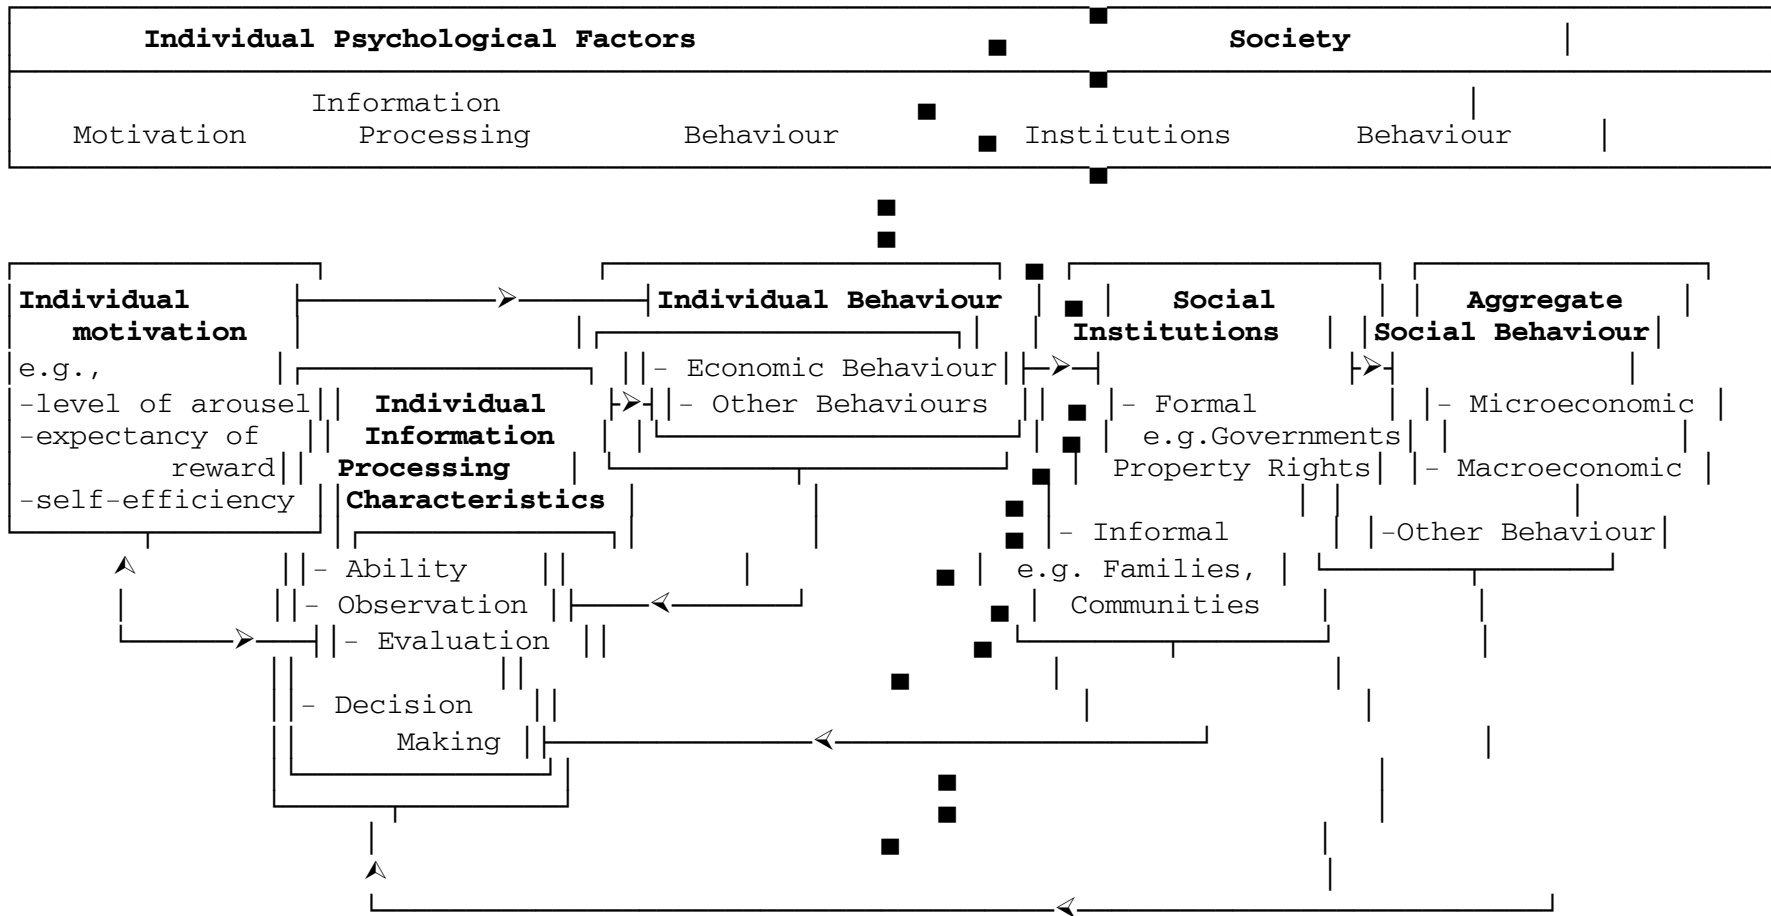 Individual Psychological Factors Society
Information
Motivation Processing Behaviour Institutions Behaviour
Individual
motivation
e.g.,
-level of arousel
-expectancy of
reward
-self-efficiency
Individual
Information
Processing
Characteristics
- Ability
- Observation
- Evaluation
- Decision
Making
Individual Behaviour
- Economic Behaviour
- Other Behaviours
Social
Institutions
- Formal
e.g.Governments
Property Rights
- Informal
e.g. Families,
Communities
Aggregate
Social Behaviour
- Microeconomic
- Macroeconomic
-Other Behaviour